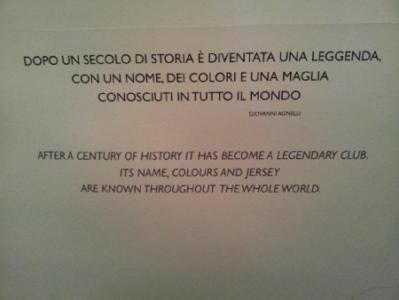 DOPO UN SECOLO DI STORIA È DIVENTATA UNA LEGGENDA,
CON UN NOME, DEI COLORI E UNA MAGLIA
CONOSCIUTI IN TUTTO IL MONDO
GIOVANNI AGNELLI
AFTER A CENTURY OF HISTORY IT HAS BECOME A LEGENDARY CLUB.
ITS NAME, COLOURS AND JERSEY
ARE KNOWN THROUGHOUT THE WHOLE WORLD.